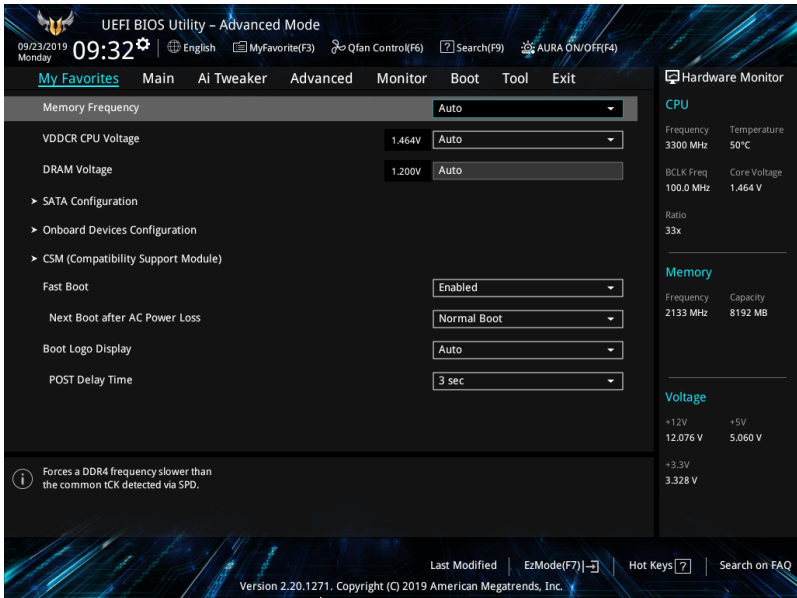 UEFI BIOS Utility – Advanced Mode
09/23/2019
Monday
09:32
English
MyFavorite(F3)
Qfan Control(F6)
? Search(F9)
AURA ON/OFF(F4)
My Favorites Main Ai Tweaker Advanced Monitor Boot Tool Exit
Hardware Monitor
Memory Frequency Auto
VDDCR CPU Voltage 1.464V Auto
DRAM Voltage 1.200V Auto
SATA Configuration
Onboard Devices Configuration
CSM (Compatibility Support Module)
Fast Boot Enabled
Next Boot after AC Power Loss Normal Boot
Boot Logo Display Auto
POST Delay Time 3 sec
CPU
Frequency Temperature
3300 MHz 50°C
BCLK Freq Core Voltage
100.0 MHz 1.464 V
Ratio
33x
Memory
Frequency Capacity
2133 MHz 8192 MB
Voltage
+12V +5V
12.076 V 5.060 V
+3.3V
3.328 V
i
Forces a DDR4 frequency slower than
the common tCK detected via SPD.
Last Modified EzMode(F7) Hot Keys ? Search on FAQ
Version 2.20.1271. Copyright (C) 2019 American Megatrends, Inc.